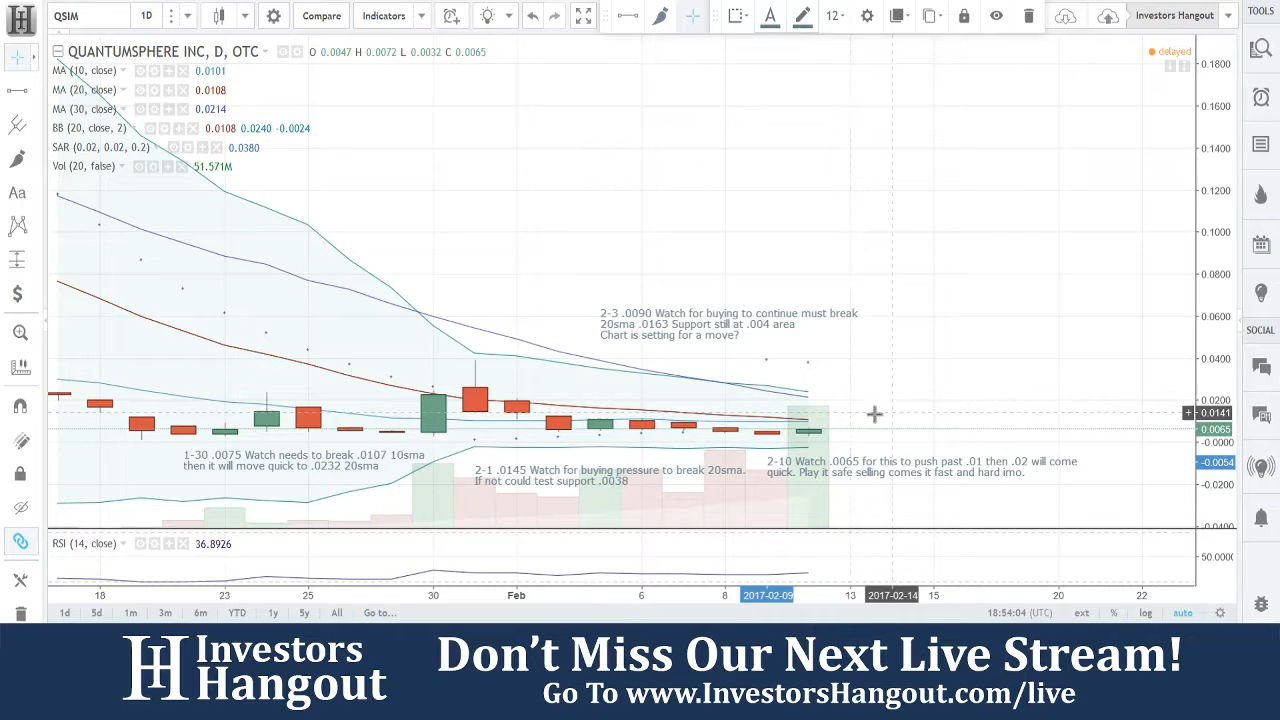 QSIM 1D Compare Indicators 12 Investors Hangout TOOLS
QUANTUMSPHERE INC, D, OTC O 0.0047 H 0.0072 L 0.0032 C 0.0065
delayed
MA (10, close) 0.0101
MA (20, close) 0.0108
MA (30, close) 0.0214
BB (20, close, 2) 0.0108 0.0240 -0.0024
SAR (0.02, 0.02, 0.2) 0.0380
Vol (20, false) 51.571M
Aa
$
0.1800
0.1600
0.1400
0.1200
0.1000
0.0800
0.0600
0.0400
0.0200
0.0141
0.0065
-0.0000
-0.0054
-0.0200
-0.0400
SOCIAL
2-3 .0090 Watch for buying to continue must break
20sma .0163 Support still at .004 area
Chart is setting for a move?
1-30 .0075 Watch needs to break .0107 10sma
then it will move quick to .0232 20sma
2-1 .0145 Watch for buying pressure to break 20sma.
If not could test support .0038
2-10 Watch .0065 for this to push past .01 then .02 will come
quick. Play it safe selling comes it fast and hard imo.
RSI (14, close) 36.8926
50.0000
18 23 25 30 Feb 6 8 2017-02-09 13 2017-02-14 15 20 22
1d 5d 1m 3m 6m YTD 1y 5y All Go to... 18:54:04 (UTC) ext % log auto
Investors
Hangout
Don't Miss Our Next Live Stream!
Go To www.InvestorsHangout.com/live